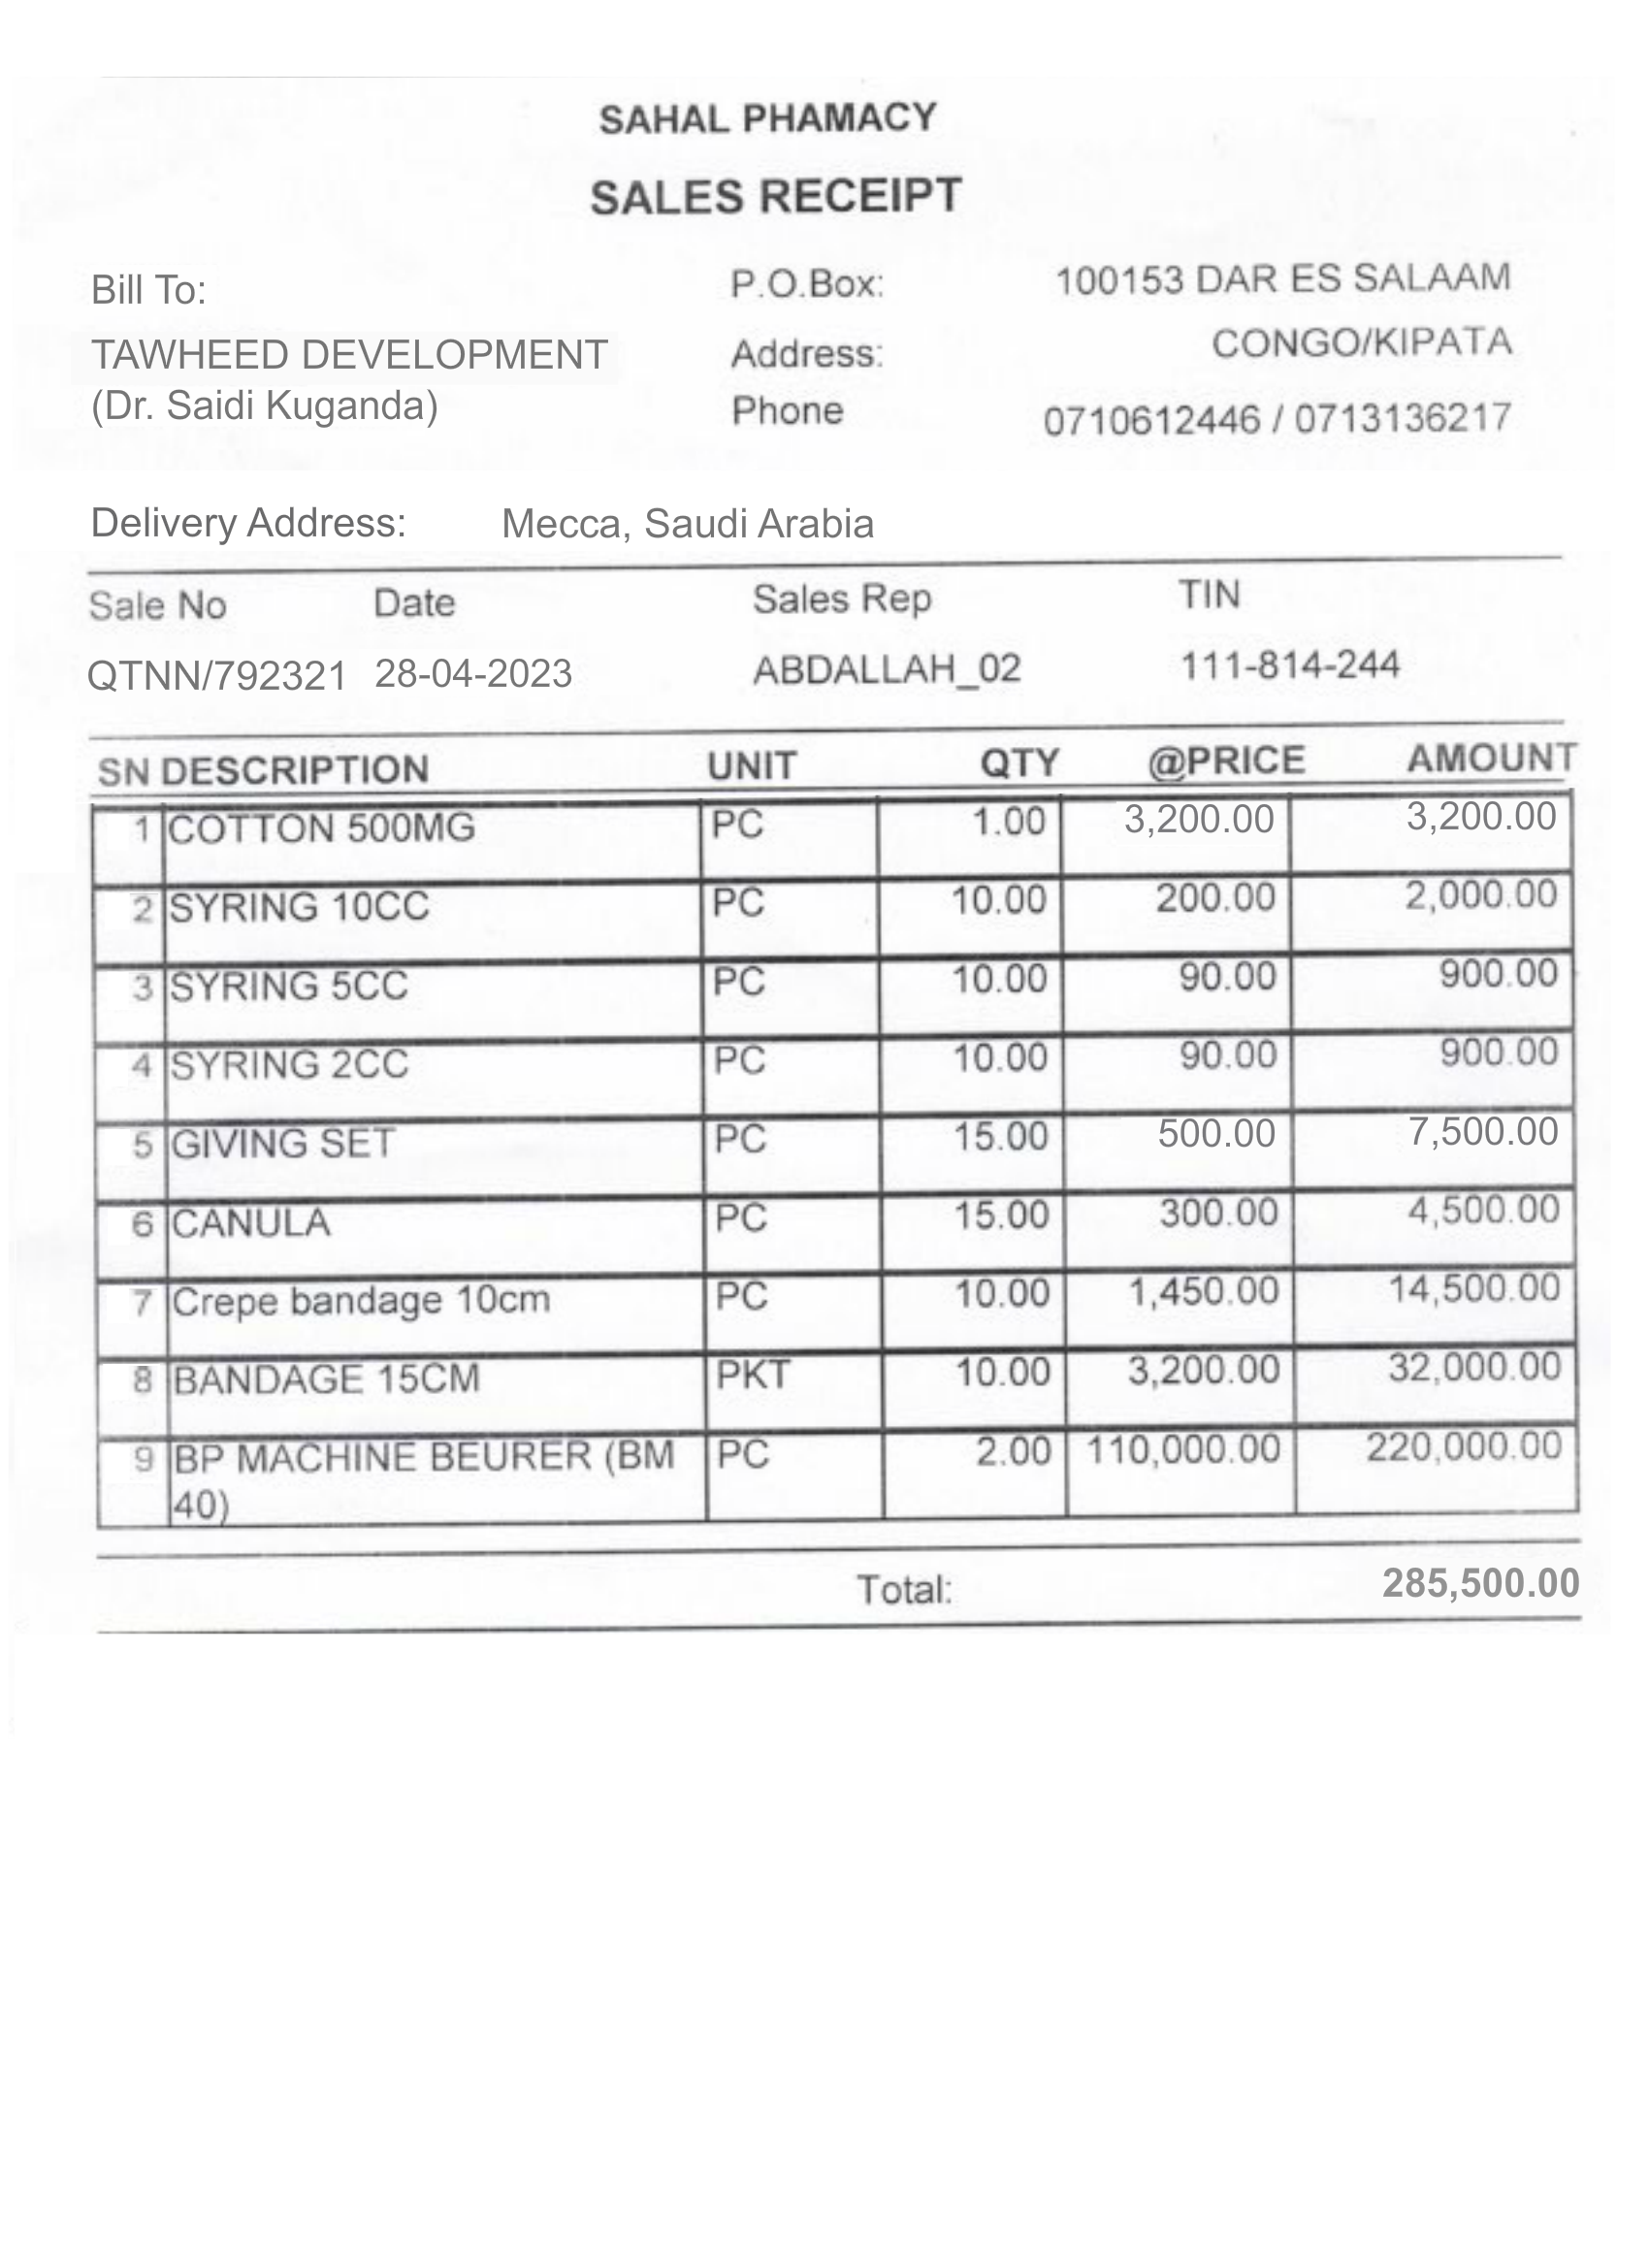 SAHAL PHAMACY
SALES RECEIPT
Bill To:
TAWHEED DEVELOPMENT
(Dr. Saidi Kuganda)
P.O.Box: 100153 DAR ES SALAAM
Address: CONGO/KIPATA
Phone 0710612446 / 0713136217
Delivery Address: Mecca, Saudi Arabia
Sale No Date Sales Rep TIN
QTNN/792321 28-04-2023 ABDALLAH_02 111-814-244
SN DESCRIPTION UNIT QTY @PRICE AMOUNT
1 COTTON 500MG PC 1.00 3,200.00 3,200.00
2 SYRING 10CC PC 10.00 200.00 2,000.00
3 SYRING 5CC PC 10.00 90.00 900.00
4 SYRING 2CC PC 10.00 90.00 900.00
5 GIVING SET PC 15.00 500.00 7,500.00
6 CANULA PC 15.00 300.00 4,500.00
7 Crepe bandage 10cm PC 10.00 1,450.00 14,500.00
8 BANDAGE 15CM PKT 10.00 3,200.00 32,000.00
9 BP MACHINE BEURER (BM PC 2.00 110,000.00 220,000.00
40)
Total: 285,500.00